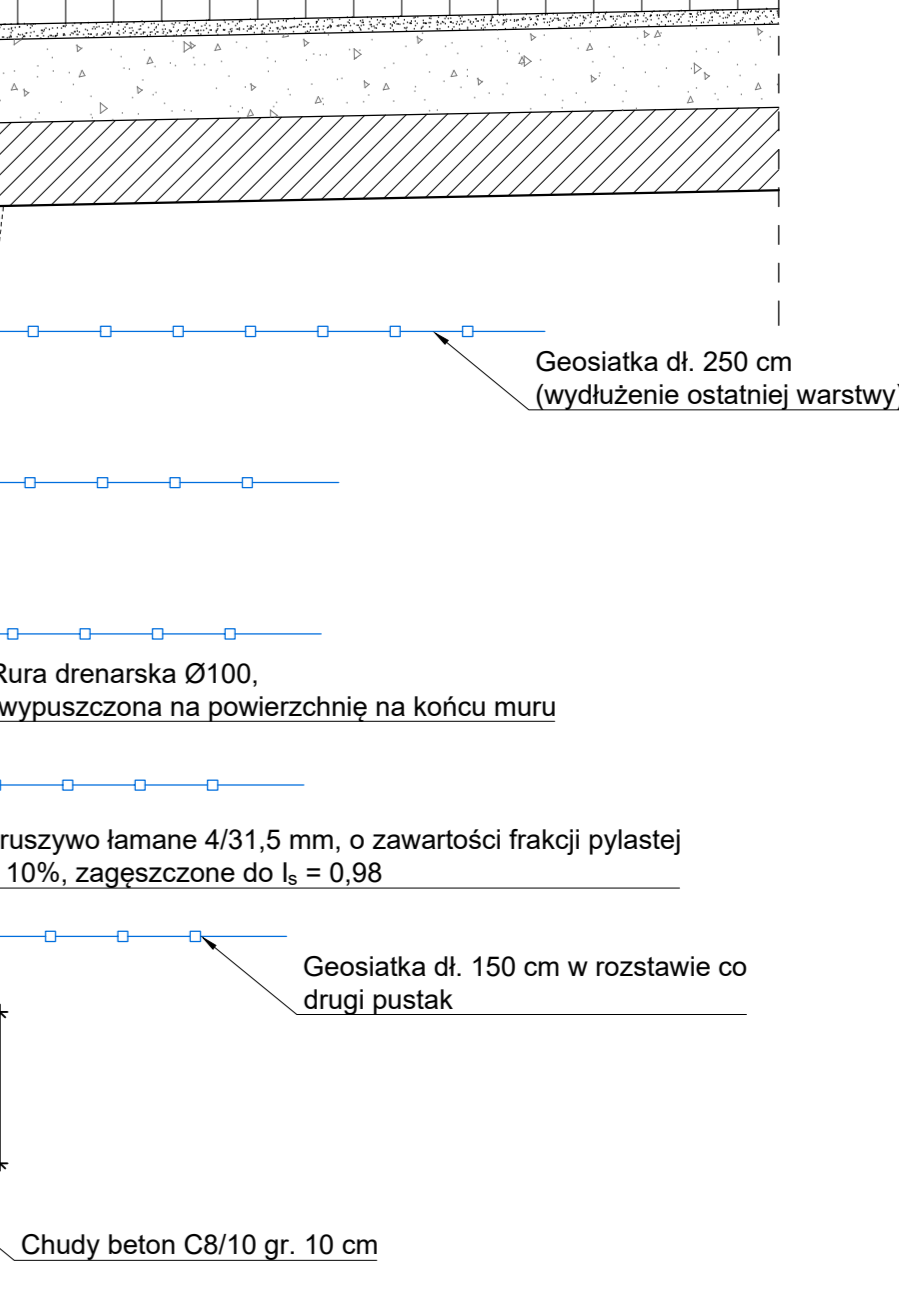 Geosiatka dł. 250 cm
(wydłużenie ostatniej warstwy)
Rura drenarska Ø100,
wypuszczona na powierzchnię na końcu muru
ruszywo łamane 4/31,5 mm, o zawartości frakcji pylastej
10%, zagęszczone do Iₛ = 0,98
Geosiatka dł. 150 cm w rozstawie co
drugi pustak
Chudy beton C8/10 gr. 10 cm